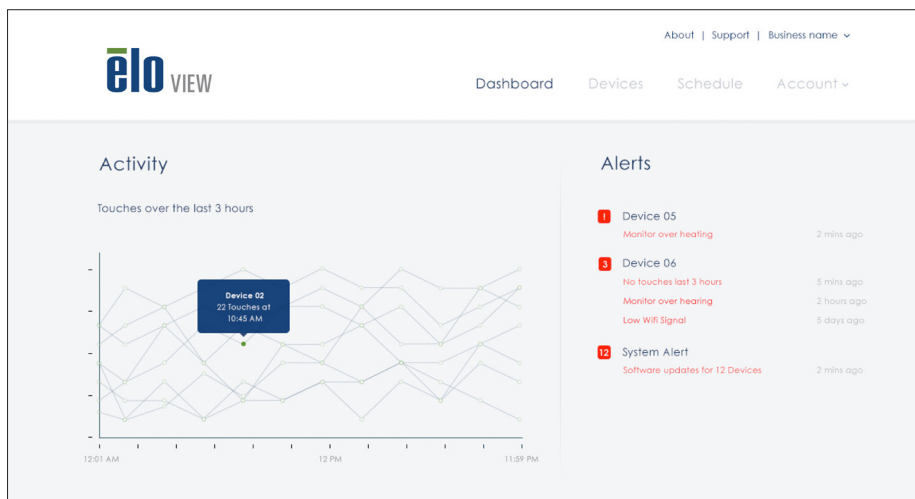 About | Support | Business name
ēlo VIEW
Dashboard Devices Schedule Account
Activity
Touches over the last 3 hours
Device 02
22 Touches at
10:45 AM
12:01 AM 12 PM 11:59 PM
Alerts
! Device 05
Monitor over heating 2 mins ago
3 Device 06
No touches last 3 hours 5 mins ago
Monitor over hearing 2 hours ago
Low Wifi Signal 5 days ago
12 System Alert
Software updates for 12 Devices 2 mins ago